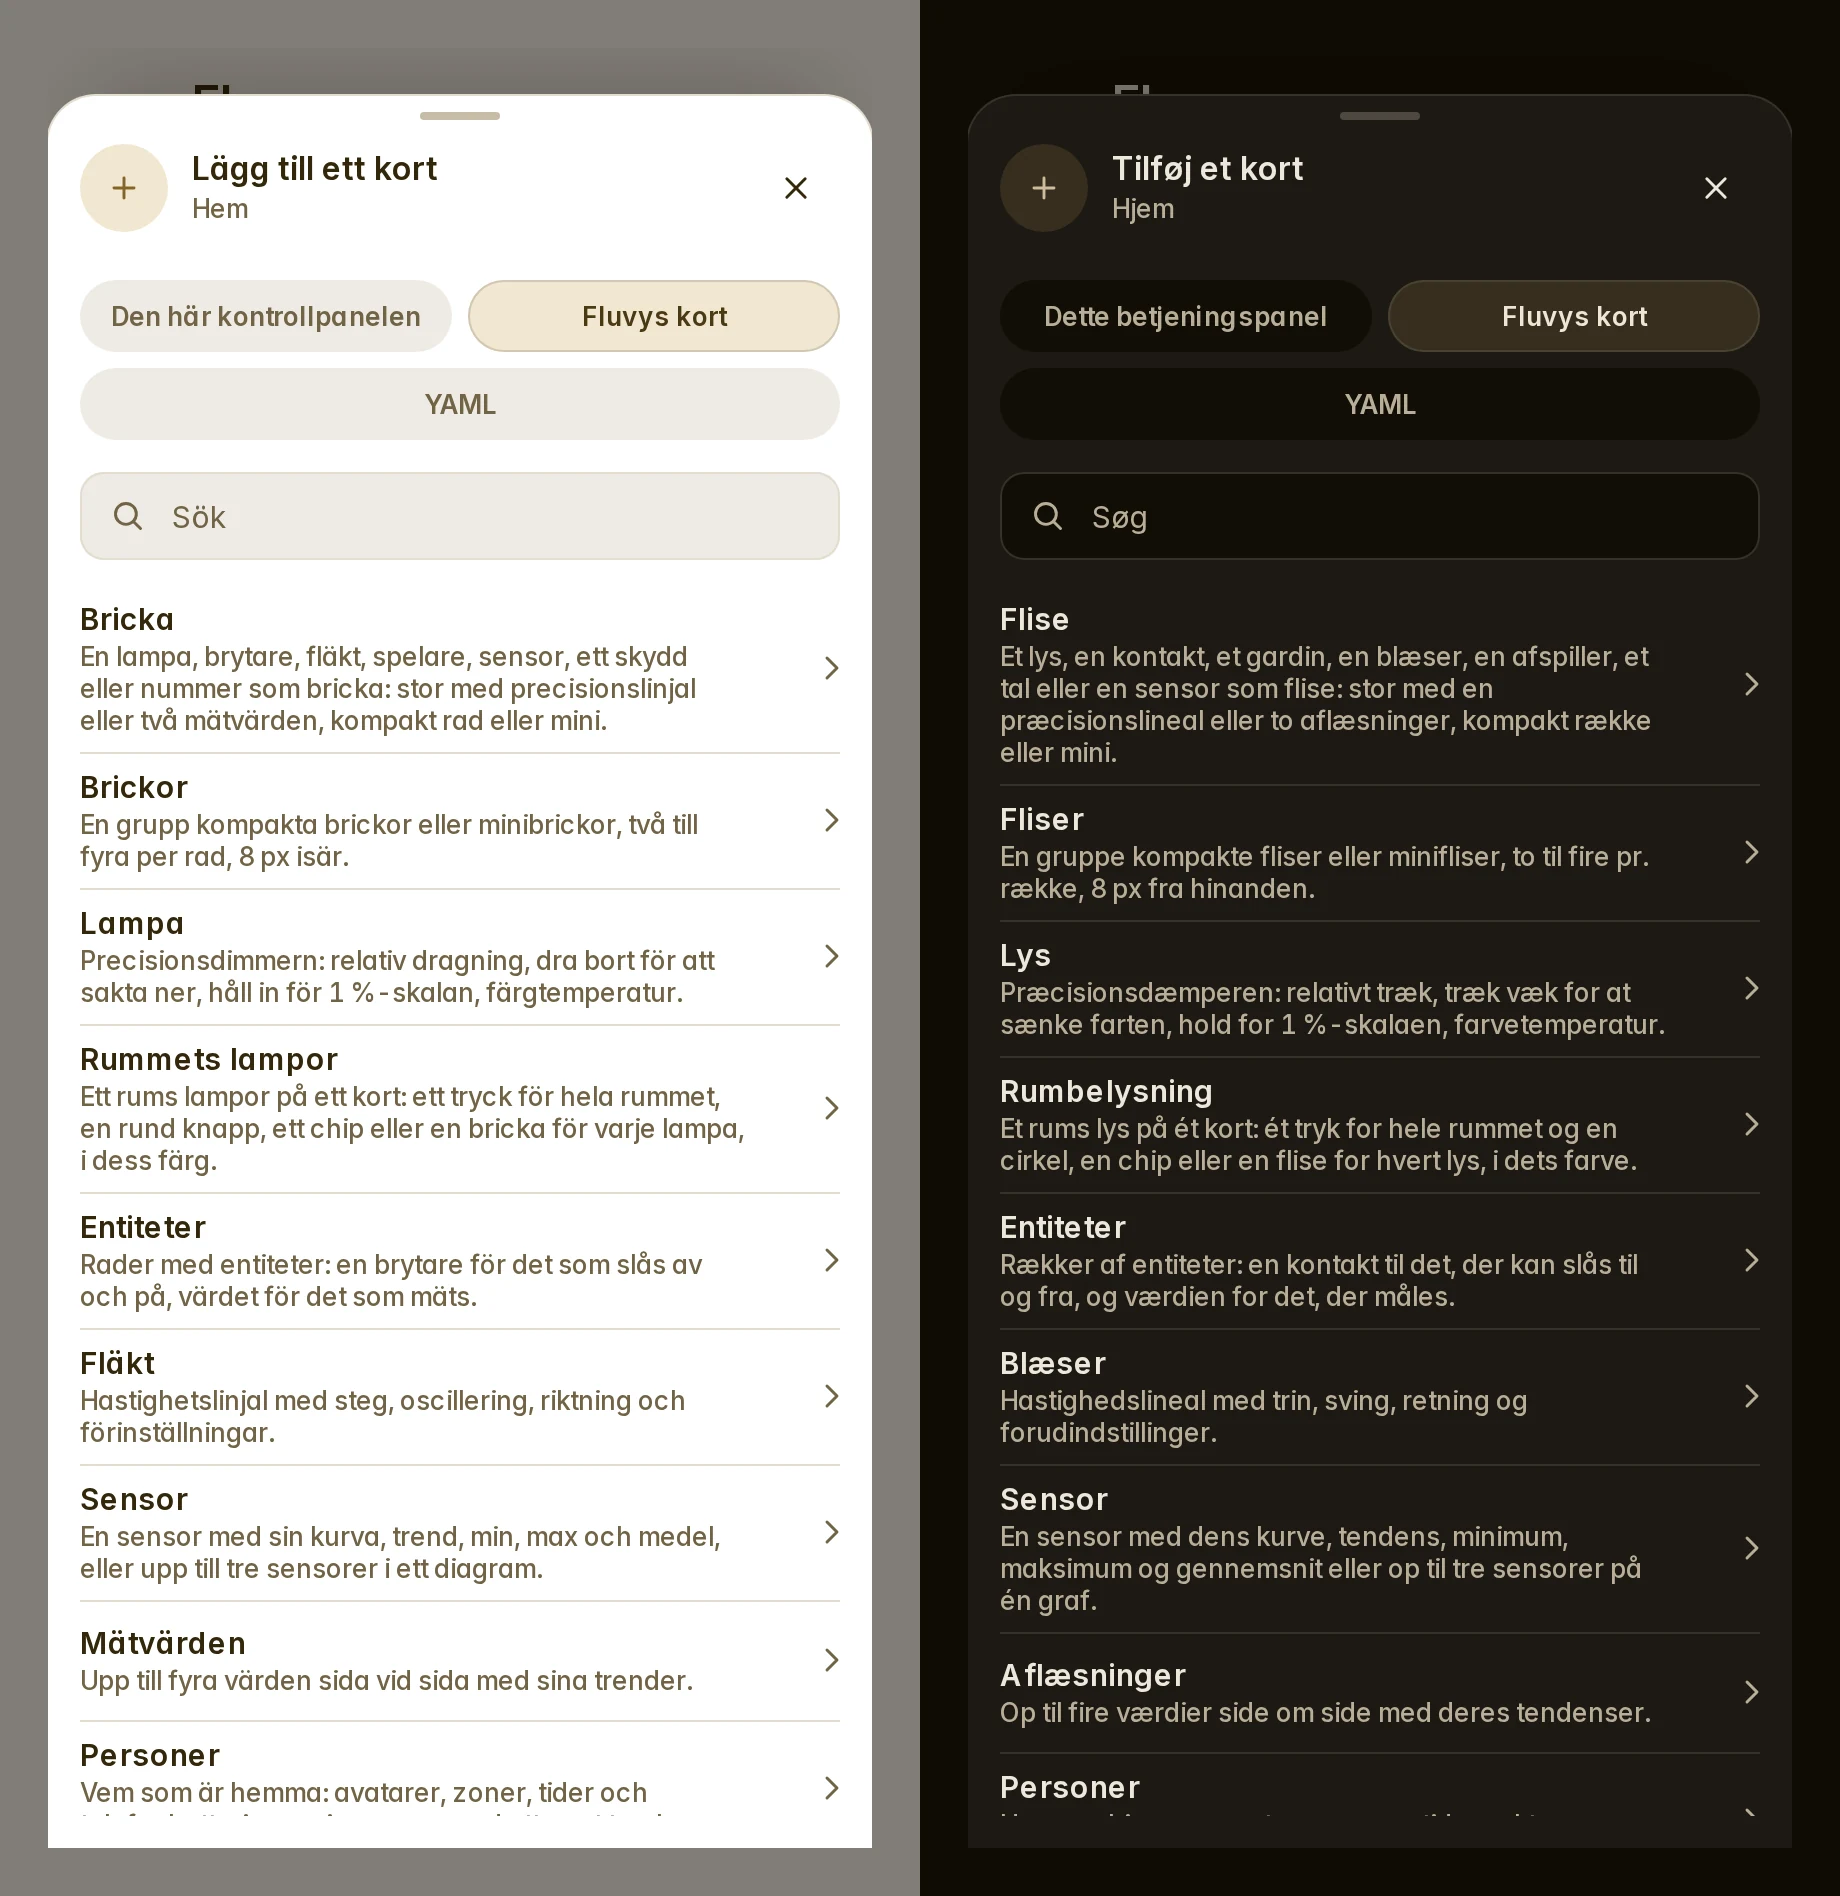 Lägg till ett kort
Hem
Den här kontrollpanelen
Fluvys kort
YAML
Sök
Bricka
En lampa, brytare, fläkt, spelare, sensor, ett skydd
eller nummer som bricka: stor med precisionslinjal
eller två mätvärden, kompakt rad eller mini.
Brickor
En grupp kompakta brickor eller minibrickor, två till
fyra per rad, 8 px isär.
Lampa
Precisionsdimmern: relativ dragning, dra bort för att
sakta ner, håll in för 1 %-skalan, färgtemperatur.
Rummets lampor
Ett rums lampor på ett kort: ett tryck för hela rummet,
en rund knapp, ett chip eller en bricka för varje lampa,
i dess färg.
Entiteter
Rader med entiteter: en brytare för det som slås av
och på, värdet för det som mäts.
Fläkt
Hastighetslinjal med steg, oscillering, riktning och
förinställningar.
Sensor
En sensor med sin kurva, trend, min, max och medel,
eller upp till tre sensorer i ett diagram.
Mätvärden
Upp till fyra värden sida vid sida med sina trender.
Personer
Vem som är hemma: avatarer, zoner, tider och
Tilføj et kort
Hjem
Dette betjeningspanel
Fluvys kort
YAML
Søg
Flise
Et lys, en kontakt, et gardin, en blæser, en afspiller, et
tal eller en sensor som flise: stor med en
præcisionslineal eller to aflæsninger, kompakt række
eller mini.
Fliser
En gruppe kompakte fliser eller minifliser, to til fire pr.
række, 8 px fra hinanden.
Lys
Præcisionsdæmperen: relativt træk, træk væk for at
sænke farten, hold for 1 %-skalaen, farvetemperatur.
Rumbelysning
Et rums lys på ét kort: ét tryk for hele rummet og en
cirkel, en chip eller en flise for hvert lys, i dets farve.
Entiteter
Rækker af entiteter: en kontakt til det, der kan slås til
og fra, og værdien for det, der måles.
Blæser
Hastighedslineal med trin, sving, retning og
forudindstillinger.
Sensor
En sensor med dens kurve, tendens, minimum,
maksimum og gennemsnit eller op til tre sensorer på
én graf.
Aflæsninger
Op til fire værdier side om side med deres tendenser.
Personer